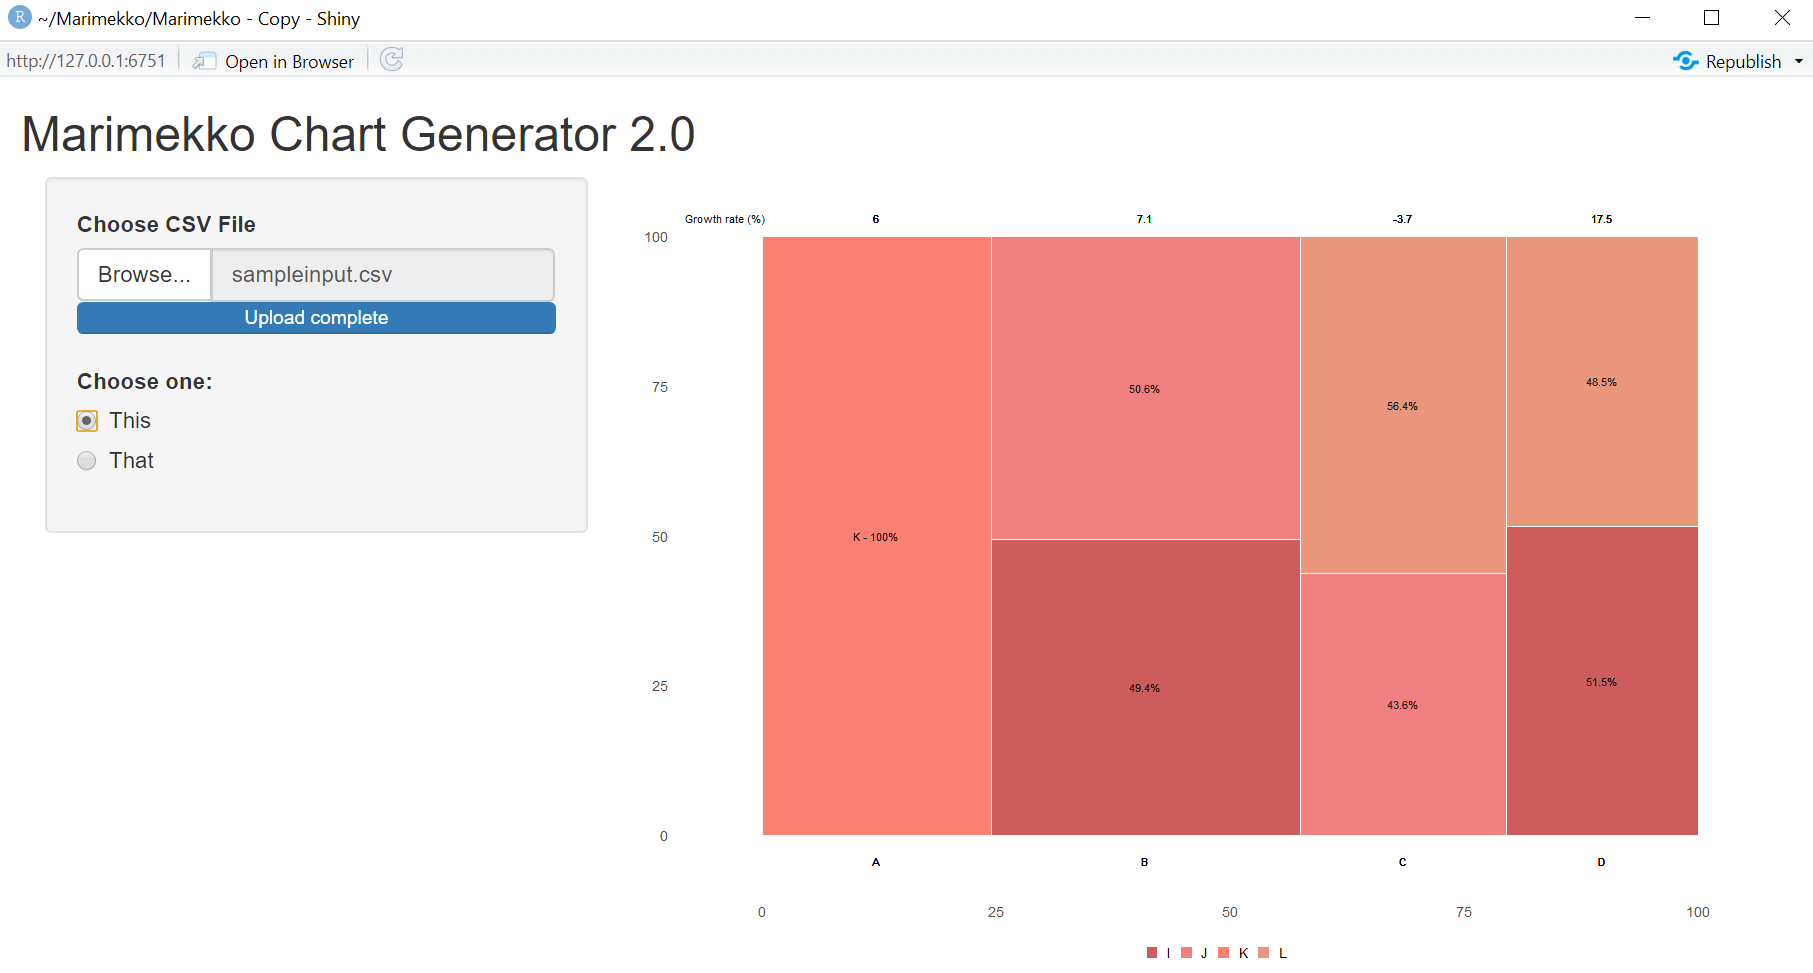 R ~/Marimekko/Marimekko - Copy - Shiny
http://127.0.0.1:6751 Open in Browser Republish
Marimekko Chart Generator 2.0
Choose CSV File
Browse... sampleinput.csv
Upload complete
Choose one:
This
That
Growth rate (%) 6 7.1 -3.7 17.5
100
75
50
25
0
K - 100%
50.6%
49.4%
56.4%
43.6%
48.5%
51.5%
A B C D
0 25 50 75 100
I J K L